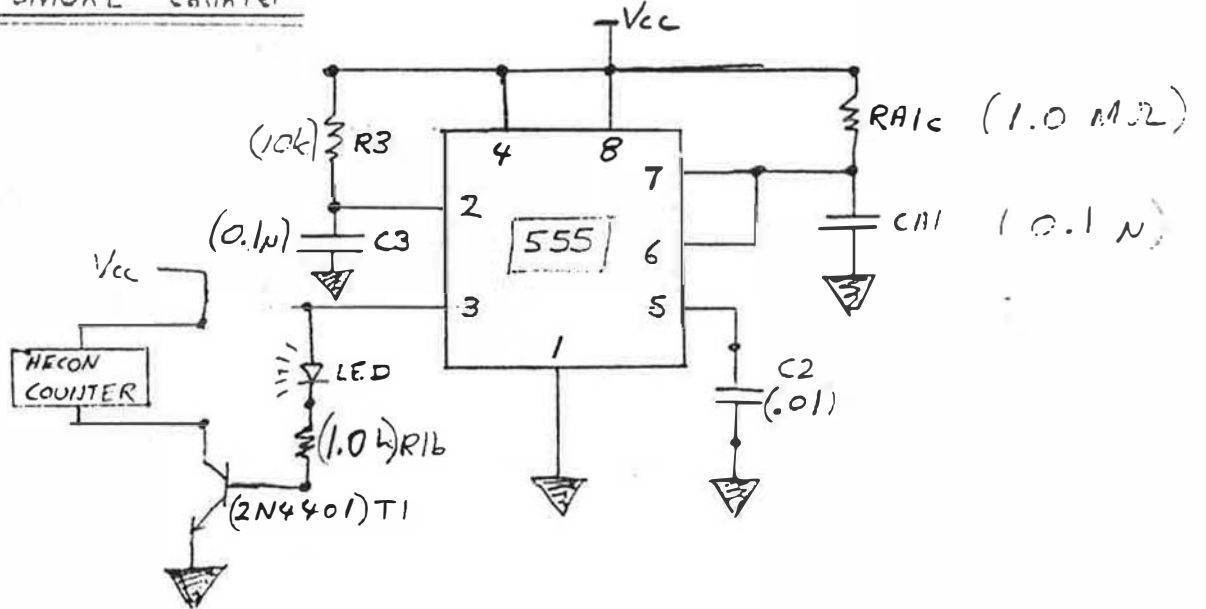 Vcc
RA1c (1.0 MΩ)
(10k) R3
4
8
7
2
(0.1μ) C3
555
CA1 (0.1 μ)
6
Vcc
3
5
HECON
COUNTER
LED
1
C2
(.01)
(1.0 k) R1b
(2N4401) T1